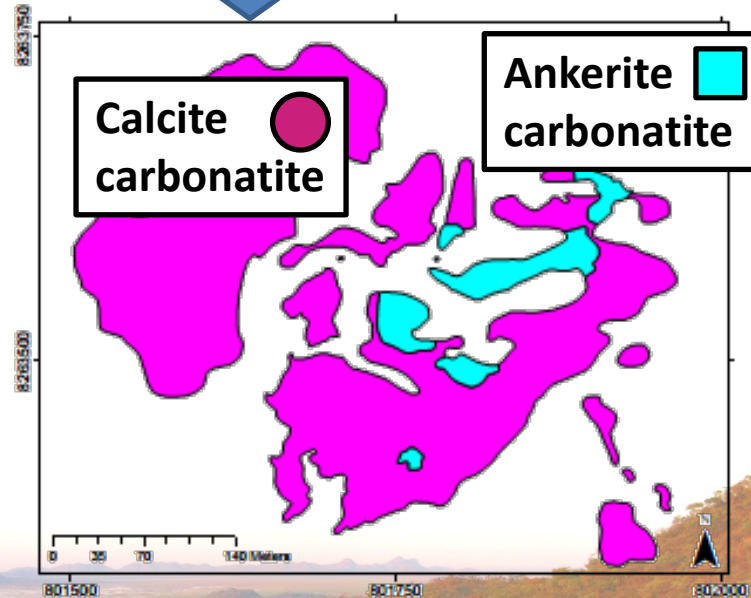 8263750
Calcite
carbonatite
Ankerite
carbonatite
8263500
0 35 70 140 Meters
N
801500 801750 802000